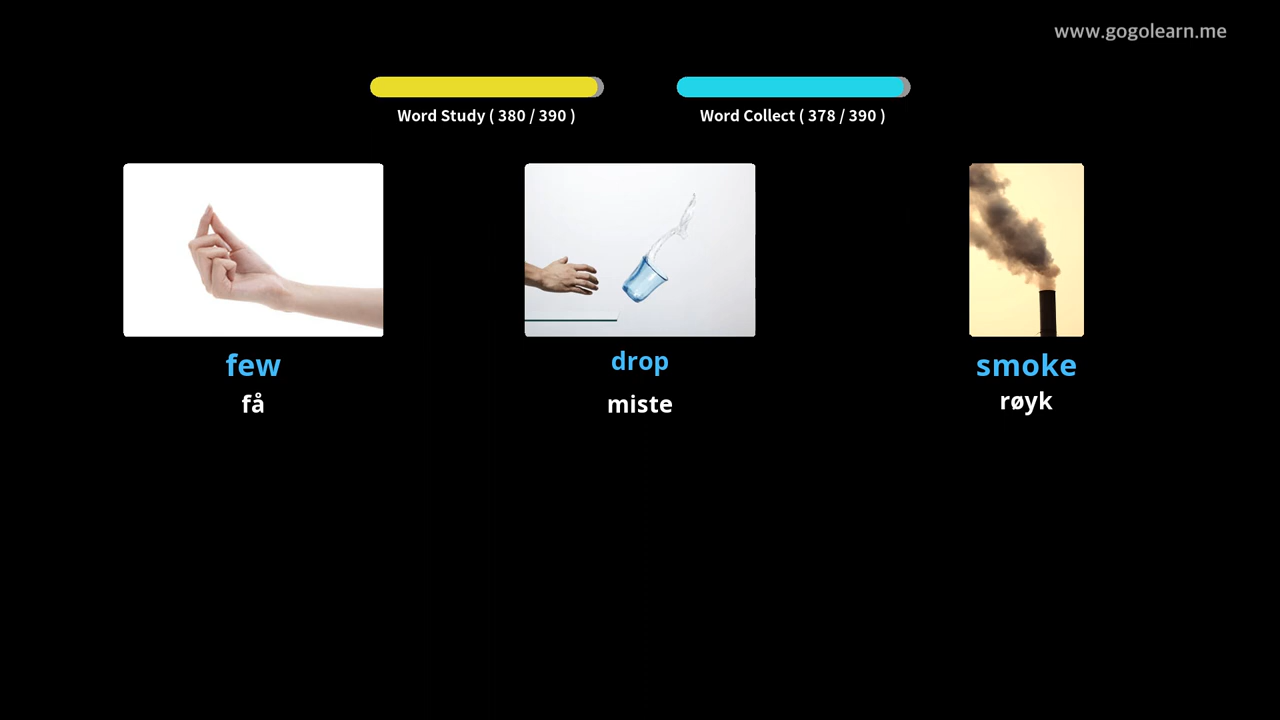 www.gogolearn.me
Word Study ( 380 / 390 )
Word Collect ( 378 / 390 )
few
få
drop
miste
smoke
røyk